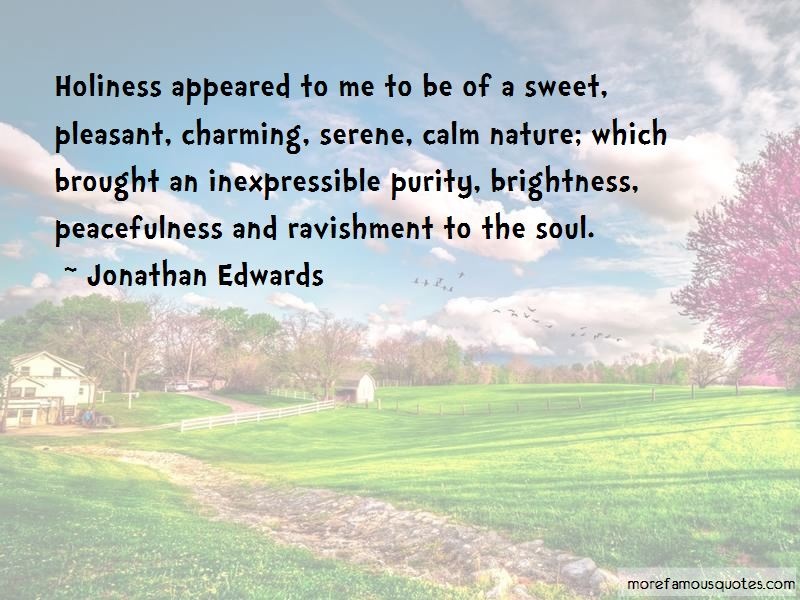 Holiness appeared to me to be of a sweet,
pleasant, charming, serene, calm nature; which
brought an inexpressible purity, brightness,
peacefulness and ravishment to the soul.
~ Jonathan Edwards
morefamousquotes.com